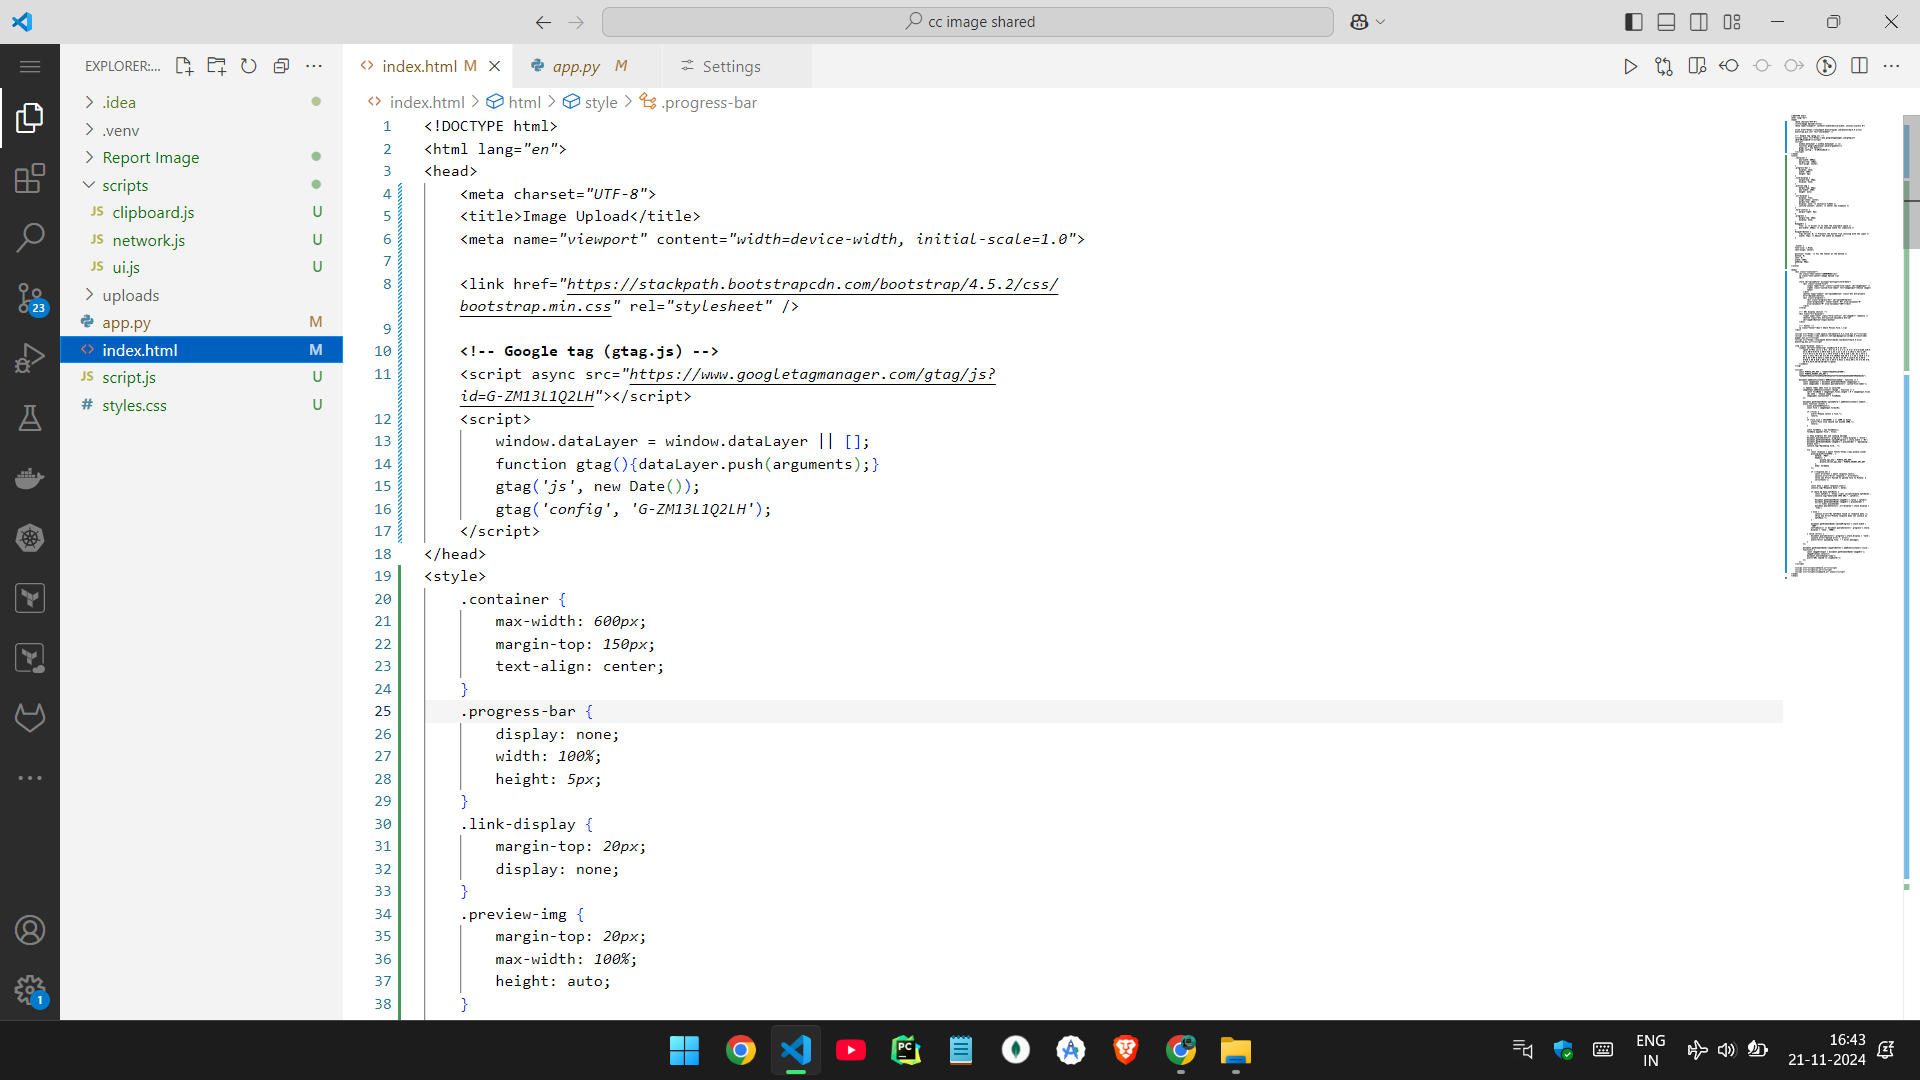 cc image shared
EXPLORER:...
index.html M
app.py M
Settings
index.html > html > style > .progress-bar
.idea
.venv
Report Image
scripts
JS clipboard.js U
JS network.js U
JS ui.js U
uploads
app.py M
index.html M
JS script.js U
# styles.css U
23
1
1 <!DOCTYPE html>
2 <html lang="en">
3 <head>
4 <meta charset="UTF-8">
5 <title>Image Upload</title>
6 <meta name="viewport" content="width=device-width, initial-scale=1.0">
7
8 <link href="https://stackpath.bootstrapcdn.com/bootstrap/4.5.2/css/
bootstrap.min.css" rel="stylesheet" />
9
10 <!-- Google tag (gtag.js) -->
11 <script async src="https://www.googletagmanager.com/gtag/js?
id=G-ZM13L1Q2LH"></script>
12 <script>
13 window.dataLayer = window.dataLayer || [];
14 function gtag(){dataLayer.push(arguments);}
15 gtag('js', new Date());
16 gtag('config', 'G-ZM13L1Q2LH');
17 </script>
18 </head>
19 <style>
20 .container {
21 max-width: 600px;
22 margin-top: 150px;
23 text-align: center;
24 }
25 .progress-bar {
26 display: none;
27 width: 100%;
28 height: 5px;
29 }
30 .link-display {
31 margin-top: 20px;
32 display: none;
33 }
34 .preview-img {
35 margin-top: 20px;
36 max-width: 100%;
37 height: auto;
38 }
PC
ENG
IN
16:43
21-11-2024